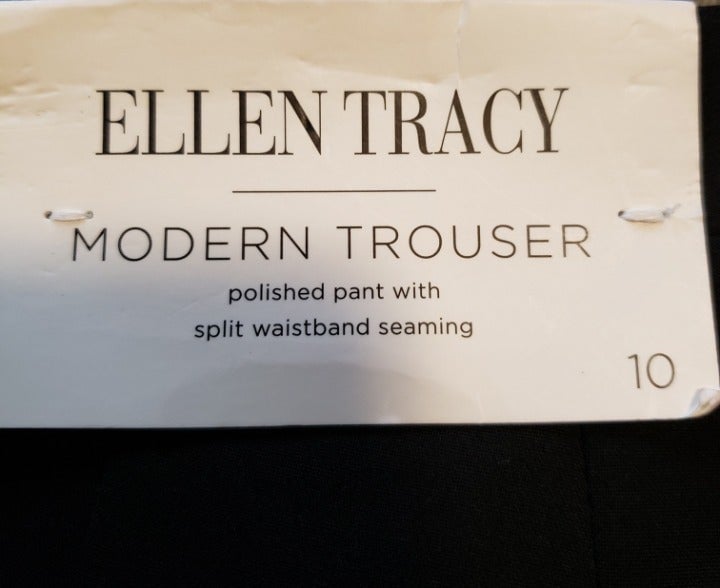 ELLEN TRACY
MODERN TROUSER
polished pant with
split waistband seaming
10